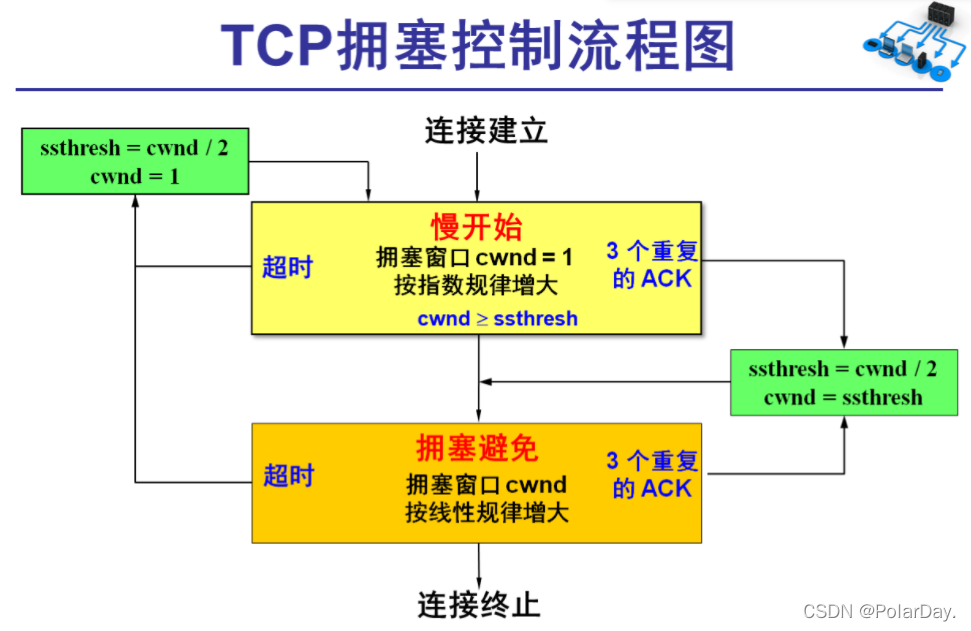 TCP拥塞控制流程图
连接建立
ssthresh = cwnd / 2
cwnd = 1
慢开始
超时
拥塞窗口 cwnd = 1
按指数规律增大
3 个重复
的 ACK
cwnd ≥ ssthresh
ssthresh = cwnd / 2
cwnd = ssthresh
拥塞避免
超时
拥塞窗口 cwnd
按线性规律增大
3 个重复
的 ACK
连接终止
CSDN @PolarDay.